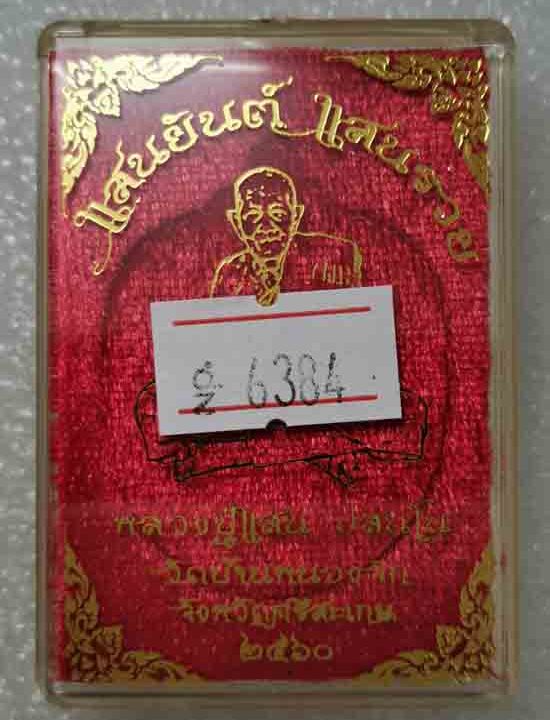 แสนยันต์ แสนรวย
๘ 6384
หลวงปู่แสน ปสนฺโน
วัดบ้านหนองจิก
จังหวัดศรีสะเกษ
๒๕๖๐